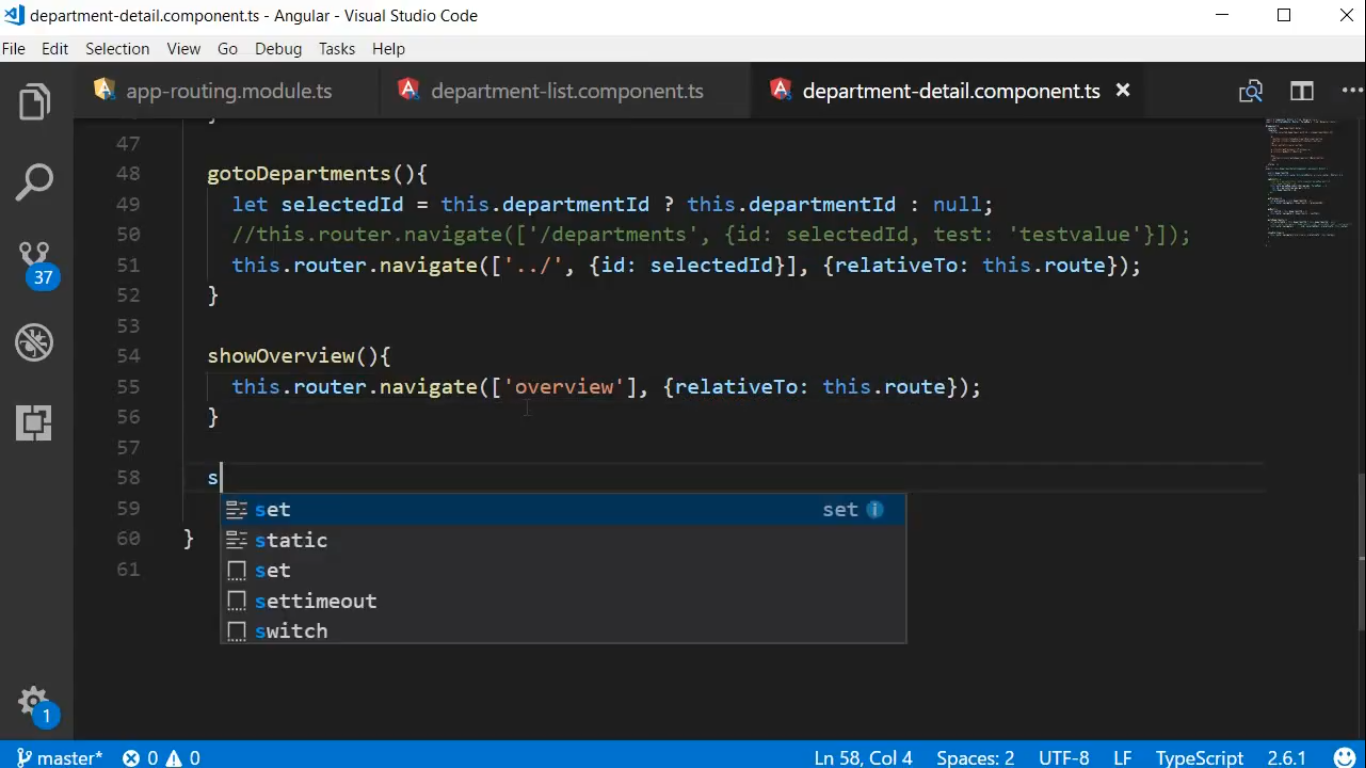 department-detail.component.ts - Angular - Visual Studio Code
File Edit Selection View Go Debug Tasks Help
app-routing.module.ts department-list.component.ts department-detail.component.ts
47
48 gotoDepartments(){
49 let selectedId = this.departmentId ? this.departmentId : null;
50 //this.router.navigate(['/departments', {id: selectedId, test: 'testvalue'}]);
51 this.router.navigate(['../', {id: selectedId}], {relativeTo: this.route});
52 }
53
54 showOverview(){
55 this.router.navigate(['overview'], {relativeTo: this.route});
56 }
57
58 s
59 set set
60 } static
61 set
settimeout
switch
37
1
master* 0 0 Ln 58, Col 4 Spaces: 2 UTF-8 LF TypeScript 2.6.1